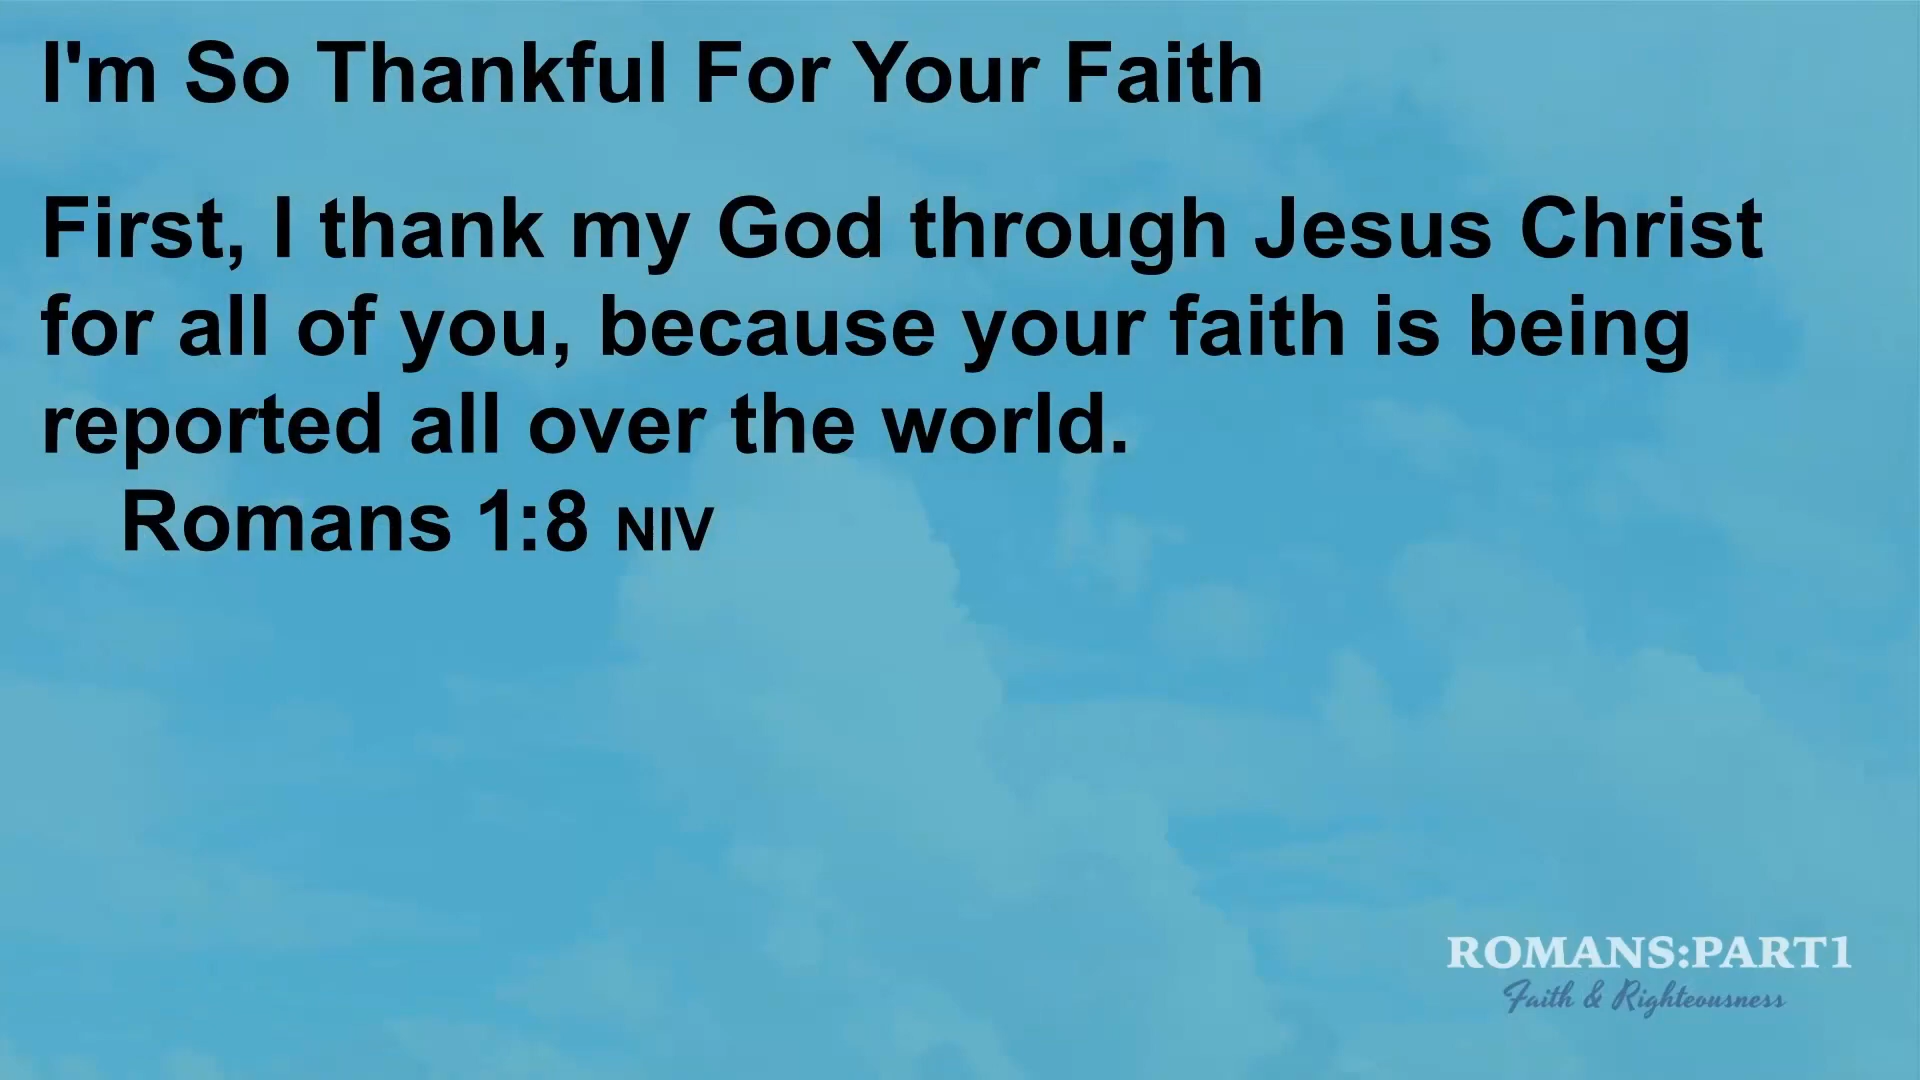 I'm So Thankful For Your Faith
First, I thank my God through Jesus Christ
for all of you, because your faith is being
reported all over the world.
Romans 1:8 NIV
ROMANS:PART1
Faith & Righteousness